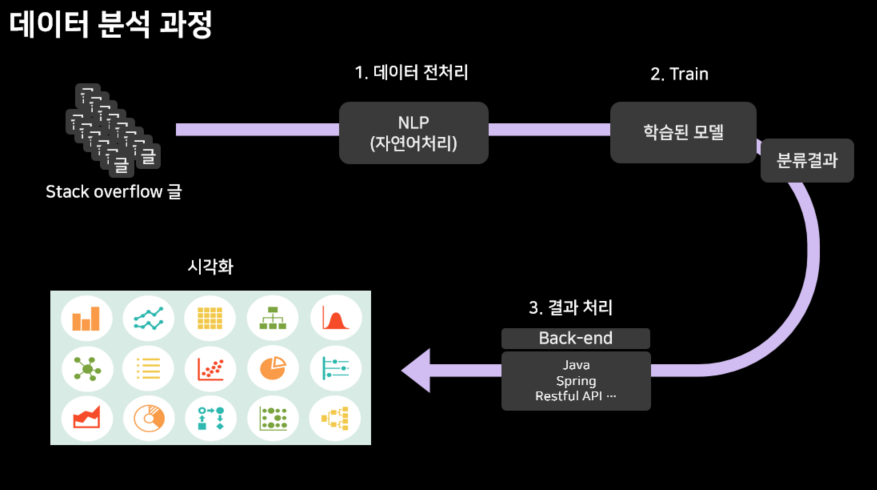 데이터 분석 과정
1. 데이터 전처리
2. Train
NLP
(자연어처리)
학습된 모델
분류결과
글
글
Stack overflow 글
시각화
3. 결과 처리
Back-end
Java
Spring
Restful API ...